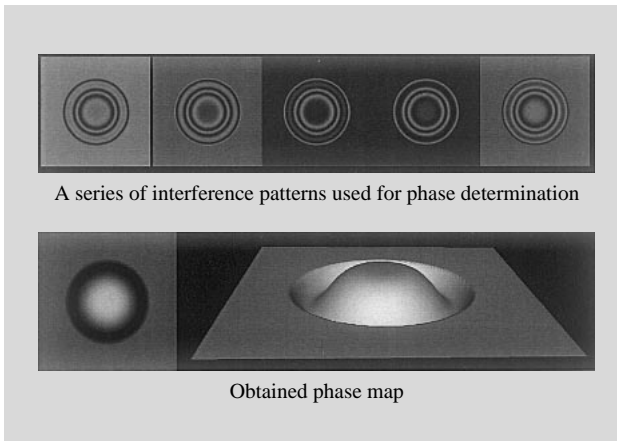 A series of interference patterns used for phase determination
Obtained phase map